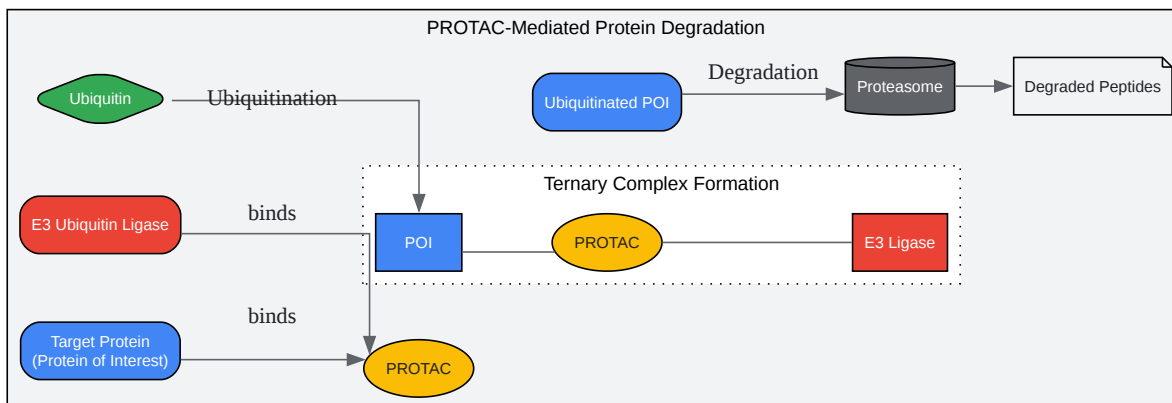 PROTAC-Mediated Protein Degradation
Ubiquitin
Ubiquitination
Ubiquitinated POI
Degradation
Proteasome
Degraded Peptides
Ternary Complex Formation
E3 Ubiquitin Ligase
binds
POI
PROTAC
E3 Ligase
Target Protein
(Protein of Interest)
binds
PROTAC